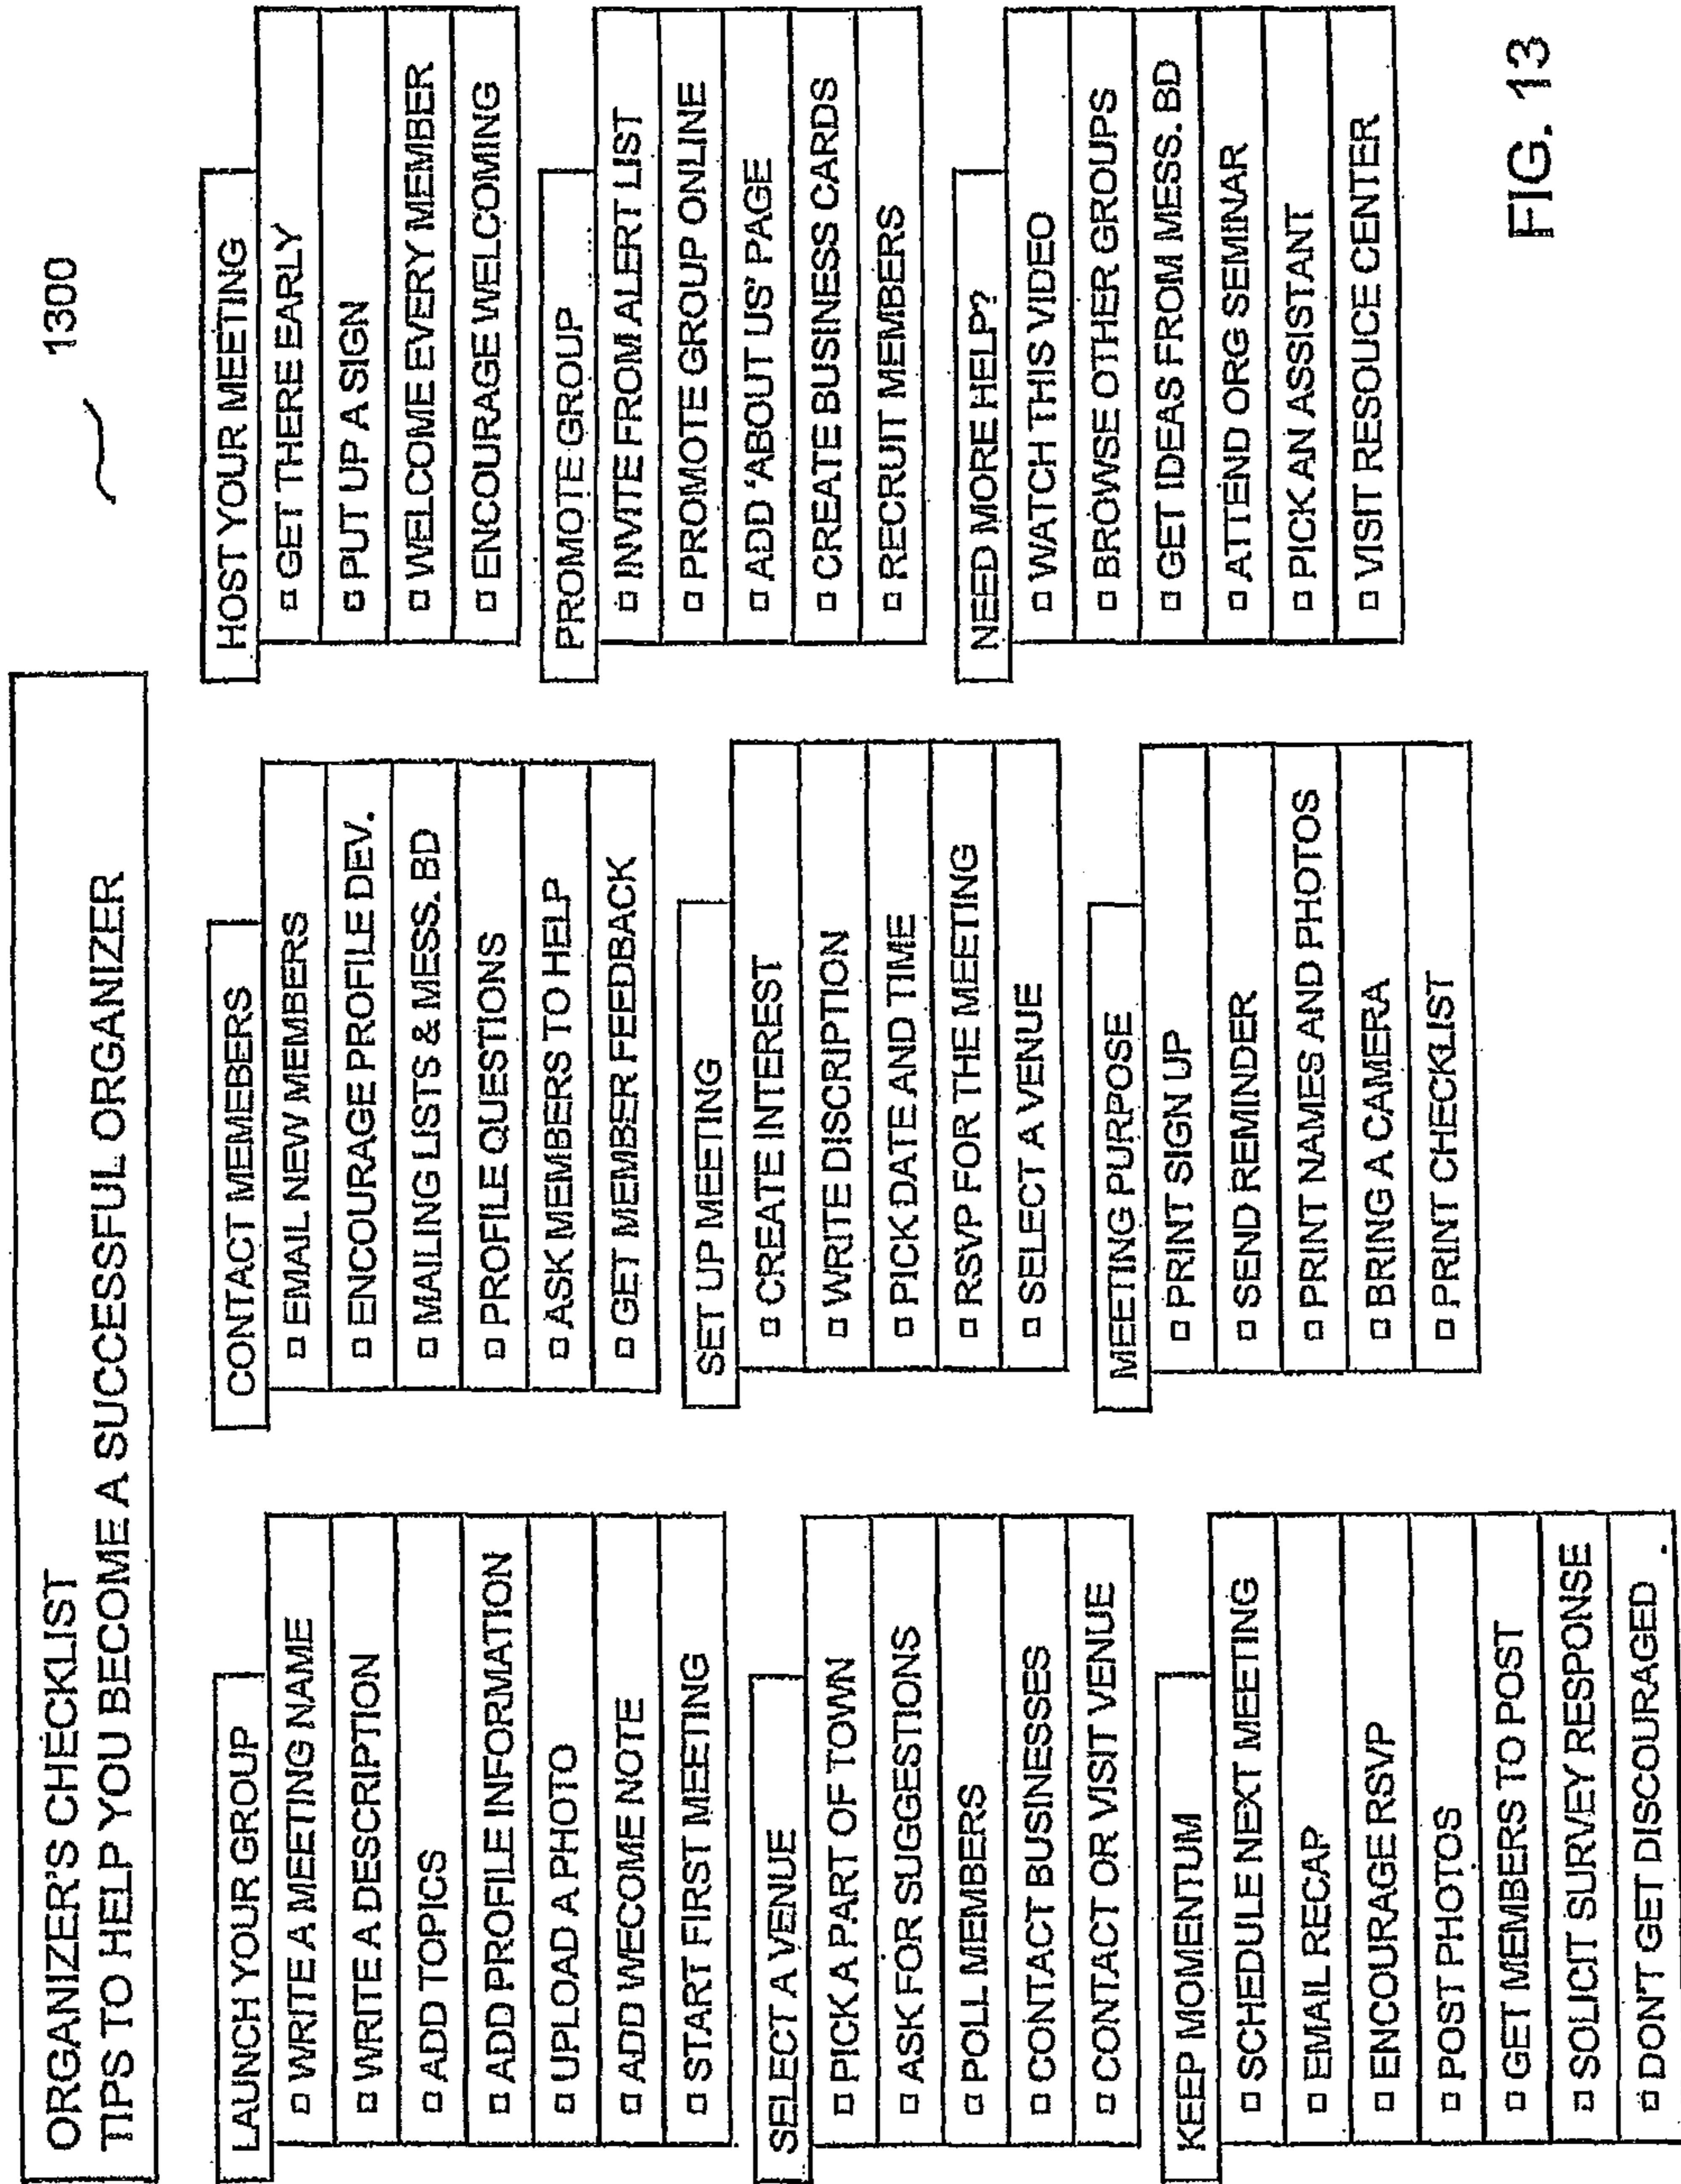 ORGANIZER'S CHECKLIST
TIPS TO HELP YOU BECOME A SUCCESSFUL ORGANIZER
1300
LAUNCH YOUR GROUP
WRITE A MEETING NAME
WRITE A DESCRIPTION
ADD TOPICS
ADD PROFILE INFORMATION
UPLOAD A PHOTO
ADD WECOME NOTE
START FIRST MEETING
SELECT A VENUE
PICK A PART OF TOWN
ASK FOR SUGGESTIONS
POLL MEMBERS
CONTACT BUSINESSES
CONTACT OR VISIT VENUE
KEEP MOMENTUM
SCHEDULE NEXT MEETING
EMAIL RECAP
ENCOURAGE RSVP
POST PHOTOS
GET MEMBERS TO POST
SOLICIT SURVEY RESPONSE
DONT GET DISCOURAGED
CONTACT MEMEBERS
EMAIL NEW MEMBERS
ENCOURAGE PROFILE DEV.
MAILING LISTS & MESS. BD
PROFILE QUESTIONS
ASK MEMBERS TO HELP
GET MEMBER FEEDBACK
SET UP MEETING
CREATE INTEREST
WRITE DISCRIPTION
PICK DATE AND TIME
RSVP FOR THE MEETING
SELECT A VENUE
MEETING PURPOSE
PRINT SIGN UP
SEND REMINDER
PRINT NAMES AND PHOTOS
BRING A CAMERA
PRINT CHECKLIST
HOST YOUR MEETING
GET THERE EARLY
PUT UP A SIGN
WELCOME EVERY MEMBER
ENCOURAGE WELCOMING
PROMOTE GROUP
INVITE FROM ALERT LIST
PROMOTE GROUP ONLINE
ADD 'ABOUT US' PAGE
CREATE BUSINESS CARDS
RECRUIT MEMBERS
NEED MORE HELP?
WATCH THIS VIDEO
BROWSE OTHER GROUPS
GET IDEAS FROM MESS. BD
ATTEND ORG SEMINAR
PICK AN ASSISTANT
VISIT RESOUCE CENTER
FIG. 13